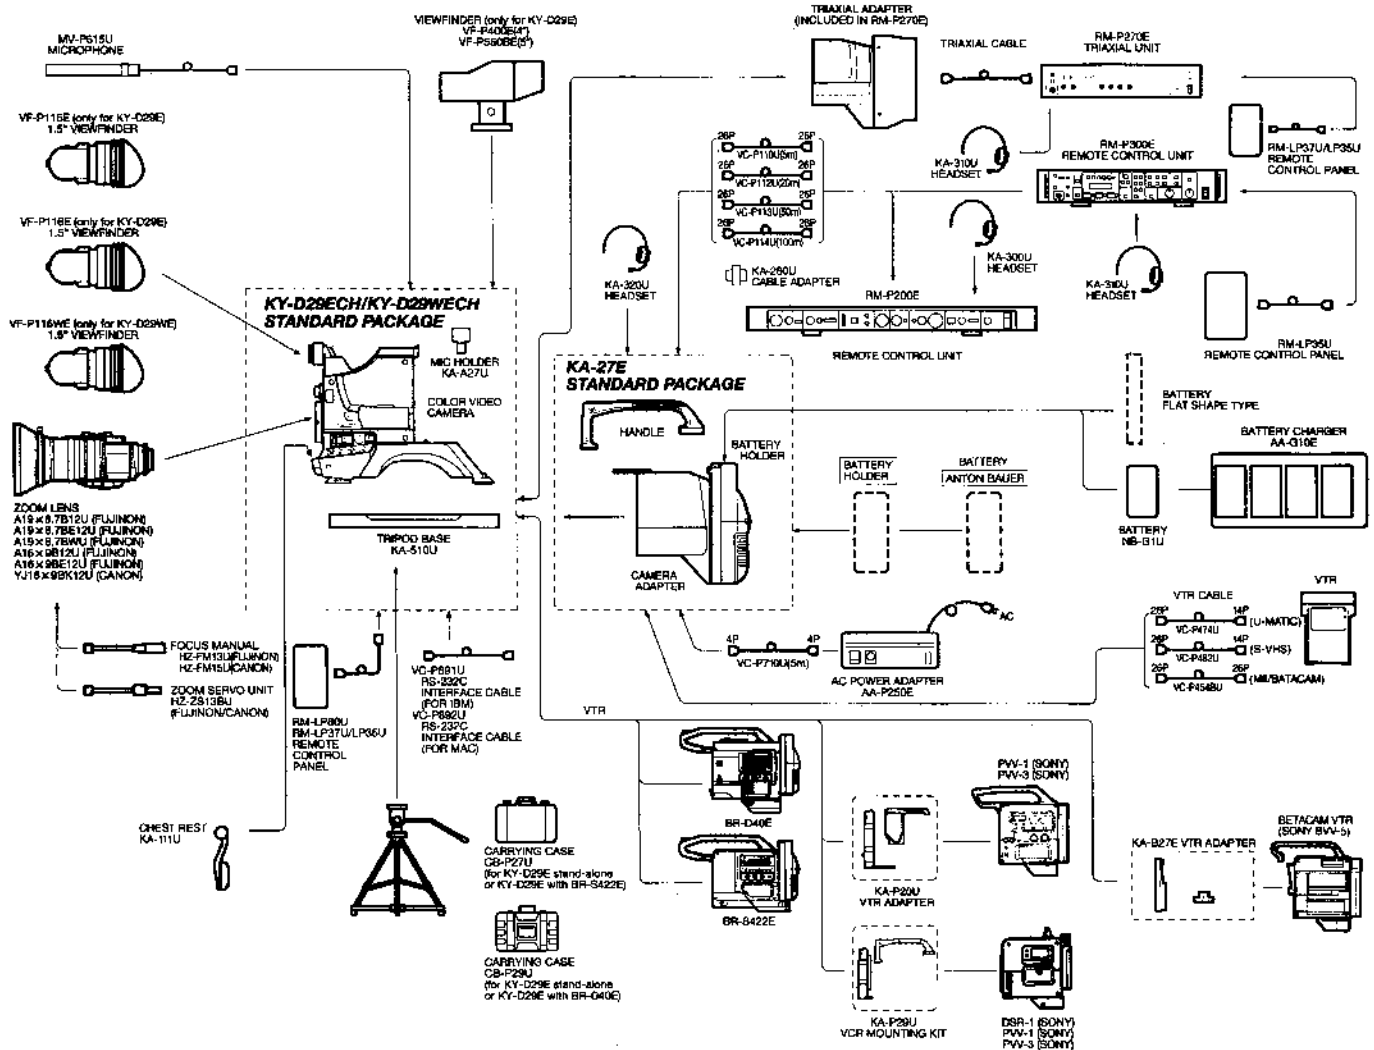 MV-P615U
MICROPHONE
VIEWFINDER (only for KY-D29E)
VF-P400E(4")
VF-P550BE(5")
TRIAXIAL ADAPTER
(INCLUDED IN RM-P270E)
TRIAXIAL CABLE
RM-P270E
TRIAXIAL UNIT
VF-P115E (only for KY-D29E)
1.5" VIEWFINDER
26P
26P
VC-P110U(5m)
26P
26P
VC-P112U(20m)
26P
26P
VC-P113U(50m)
26P
26P
VC-P114U(100m)
KA-310U
HEADSET
RM-P300E
REMOTE CONTROL UNIT
RM-LP37U/LP35U
REMOTE
CONTROL PANEL
VF-P116E (only for KY-D29E)
1.5" VIEWFINDER
KA-320U
HEADSET
KA-260U
CABLE ADAPTER
KA-300U
HEADSET
KA-310U
HEADSET
RM-P200E
REMOTE CONTROL UNIT
RM-LP35U
REMOTE CONTROL PANEL
VF-P116WE (only for KY-D29WE)
1.5" VIEWFINDER
KY-D29ECH/KY-D29WECH
STANDARD PACKAGE
MIC HOLDER
KA-A27U
COLOR VIDEO
CAMERA
TRIPOD BASE
KA-510U
KA-27E
STANDARD PACKAGE
HANDLE
BATTERY
HOLDER
CAMERA
ADAPTER
BATTERY
HOLDER
BATTERY
ANTON BAUER
BATTERY
FLAT SHAPE TYPE
BATTERY CHARGER
AA-G10E
BATTERY
NB-G1U
ZOOM LENS
A19×8.7B12U (FUJINON)
A19×8.7BE12U (FUJINON)
A19×8.7BWU (FUJINON)
A16×9B12U (FUJINON)
A16×9BE12U (FUJINON)
YJ16×9BK12U (CANON)
FOCUS MANUAL
HZ-FM13U(FUJINON)
HZ-FM15U(CANON)
ZOOM SERVO UNIT
HZ-ZS13BU
(FUJINON/CANON)
RM-LP80U
RM-LP37U/LP35U
REMOTE
CONTROL
PANEL
VC-P891U
RS-232C
INTERFACE CABLE
(FOR IBM)
VC-P892U
RS-232C
INTERFACE CABLE
(FOR MAC)
4P
4P
VC-P710U(5m)
AC
AC POWER ADAPTER
AA-P250E
VTR CABLE
VTR
26P
14P
(U-MATIC)
VC-P474U
26P
14P
(S-VHS)
VC-P482U
26P
26P
(MII/BATACAM)
VC-P454BU
VTR
CHEST REST
KA-111U
CARRYING CASE
CB-P27U
(for KY-D29E stand-alone
or KY-D29E with BR-S422E)
CARRYING CASE
CB-P29U
(for KY-D29E stand-alone
or KY-D29E with BR-D40E)
BR-D40E
BR-S422E
KA-P20U
VTR ADAPTER
PVV-1 (SONY)
PVV-3 (SONY)
KA-P29U
VCR MOUNTING KIT
DSR-1 (SONY)
PVV-1 (SONY)
PVV-3 (SONY)
KA-B27E VTR ADAPTER
BETACAM VTR
(SONY BVV-5)